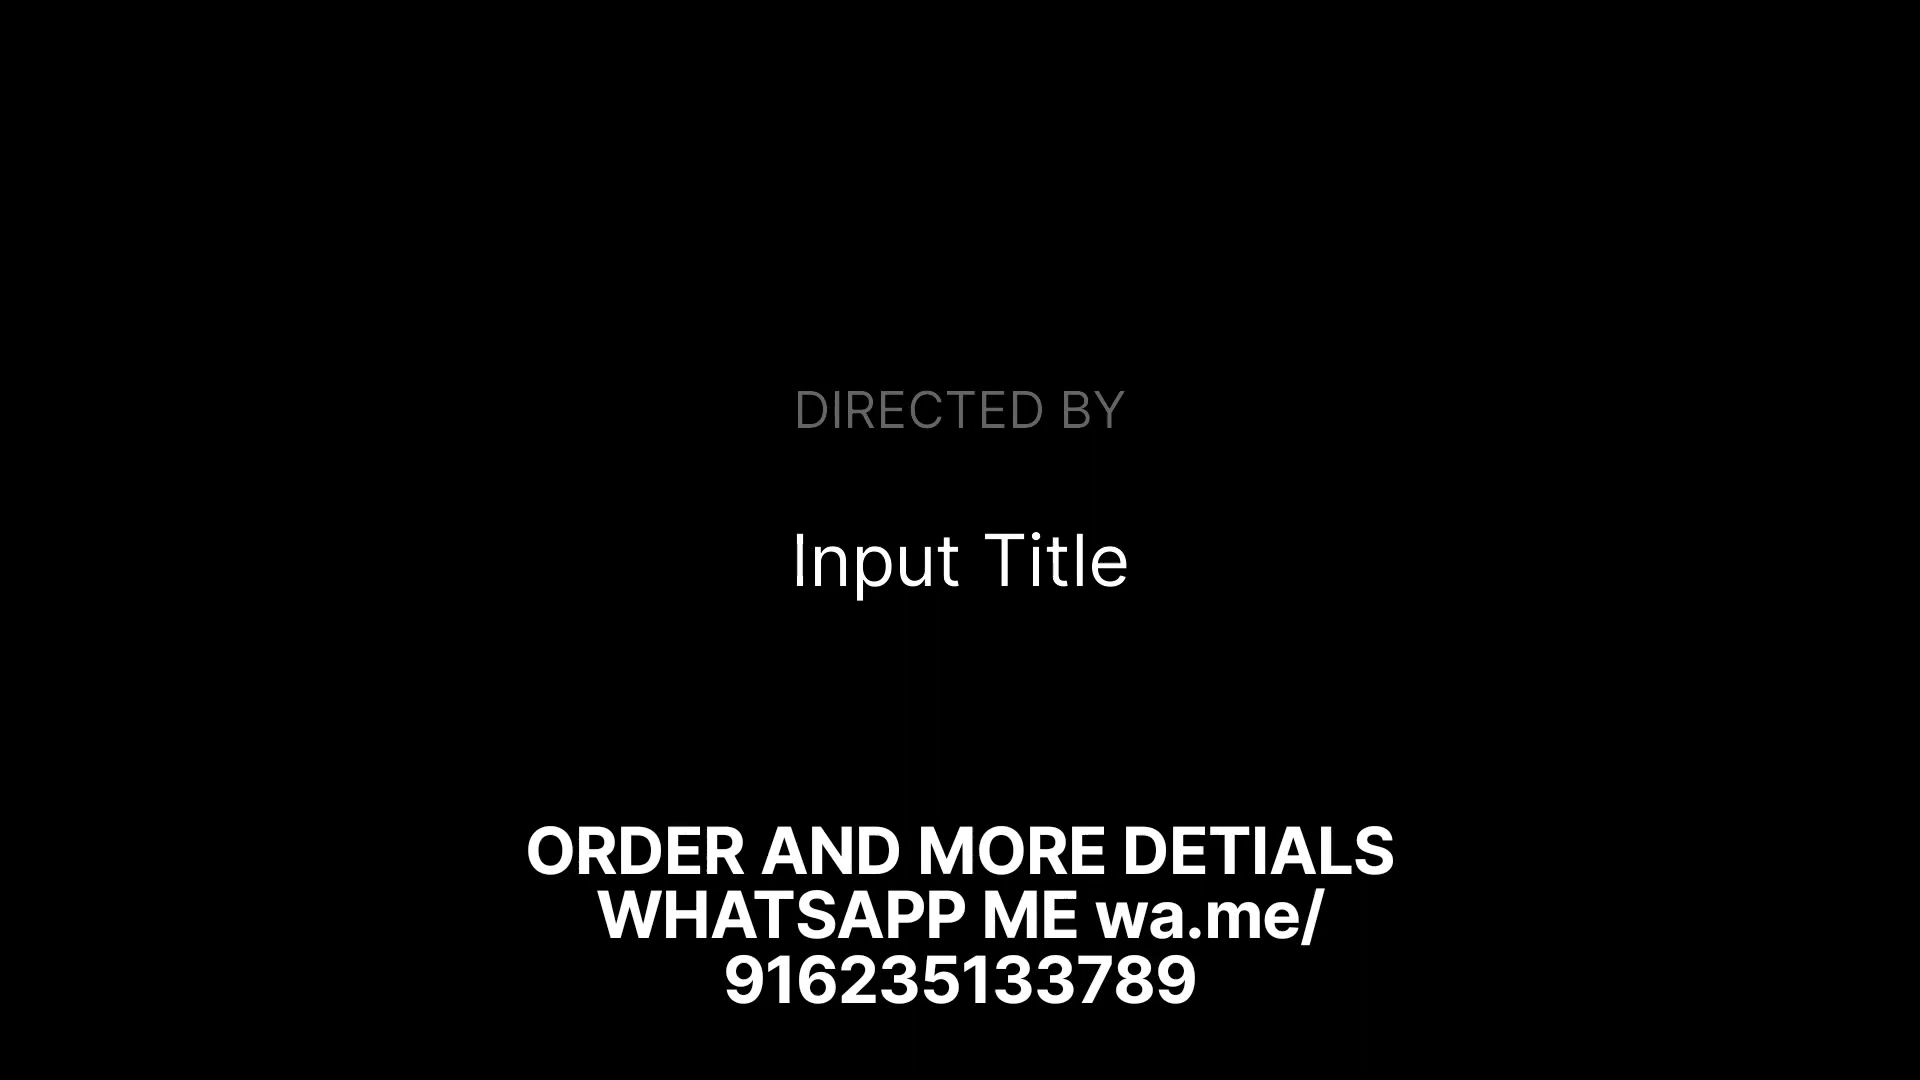 DIRECTED BY
Input Title
ORDER AND MORE DETIALS
WHATSAPP ME wa.me/
916235133789